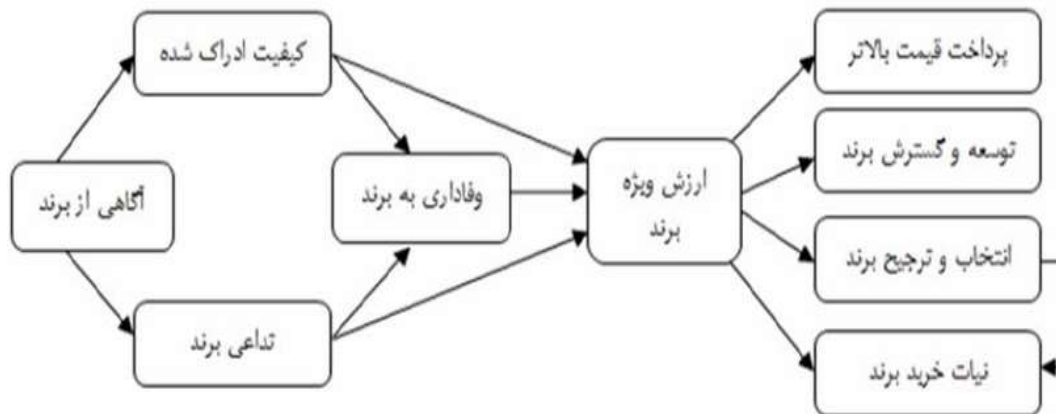 کیفیت ادراک شده
پرداخت قیمت بالاتر
توسعه و گسترش برند
آگاهی از برند
وفاداری به برند
ارزش ویژه
برند
انتخاب و ترجیح برند
تداعی برند
نیات خرید برند